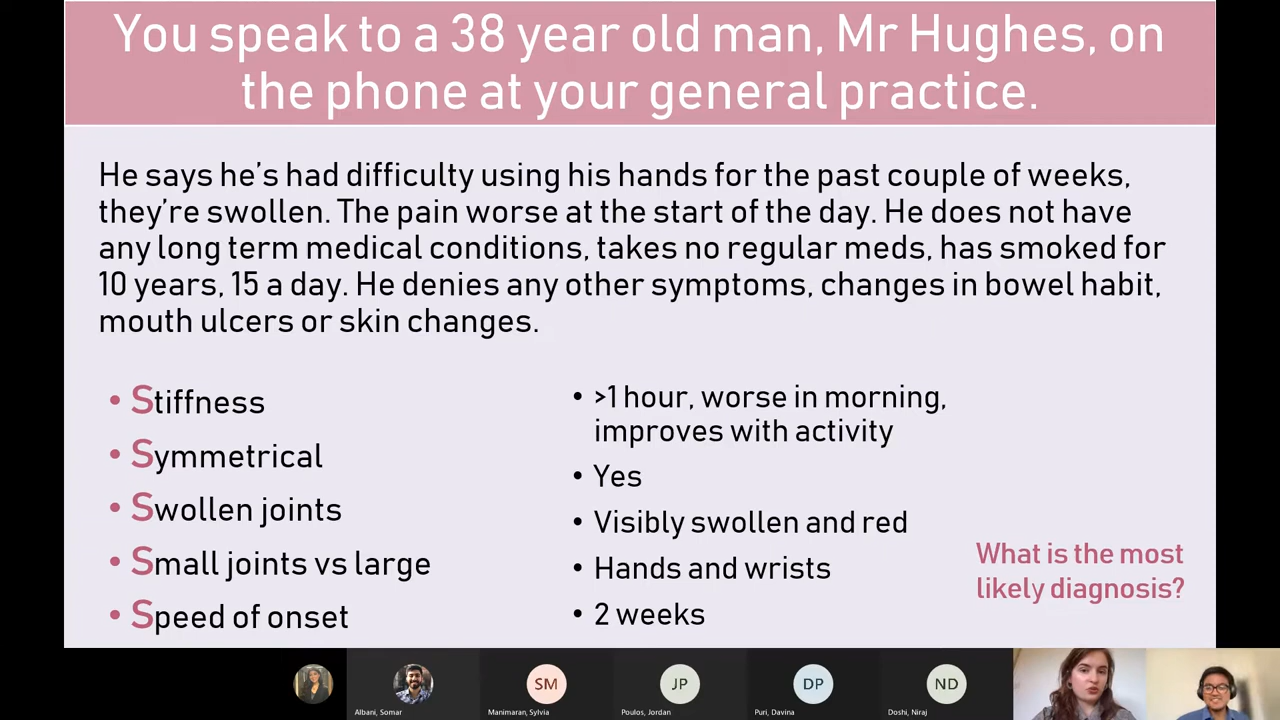 You speak to a 38 year old man, Mr Hughes, on
the phone at your general practice.
He says he's had difficulty using his hands for the past couple of weeks,
they're swollen. The pain worse at the start of the day. He does not have
any long term medical conditions, takes no regular meds, has smoked for
10 years, 15 a day. He denies any other symptoms, changes in bowel habit,
mouth ulcers or skin changes.
• Stiffness
• Symmetrical
• Swollen joints
• Small joints vs large
• Speed of onset
• >1 hour, worse in morning,
improves with activity
• Yes
• Visibly swollen and red
• Hands and wrists
• 2 weeks
What is the most
likely diagnosis?
SM
JP
DP
ND
Albani, Somar
Manimaran, Sylvia
Poulos, Jordan
Puri, Davina
Doshi, Niraj